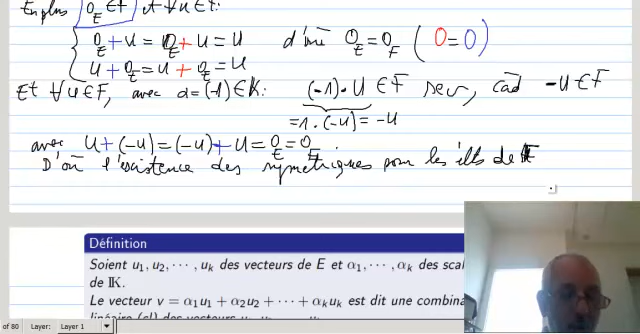 En plus 0_E ∈ F et ∀u∈F:
0_E + u = 0_E + u = u d'où 0_E = 0_F (0 = 0)
u + 0_E = u + 0_E = u
Et ∀u∈F, avec α=(-1)∈K: (-1)·u ∈ F car, càd -u ∈ F
=1·(-u) = -u
avec u+(-u) = (-u)+u = 0_E = 0_F.
D'où l'existence des symétriques pour les élts de F
Définition
Soient u₁, u₂, ⋯, u_k des vecteurs de E et α₁, ⋯, α_k des scal
de 𝕂.
Le vecteur v = α₁u₁ + α₂u₂ + ⋯ + α_ku_k est dit une combina
linéaire (cl) des vecteurs
of 80 Layer: Layer 1